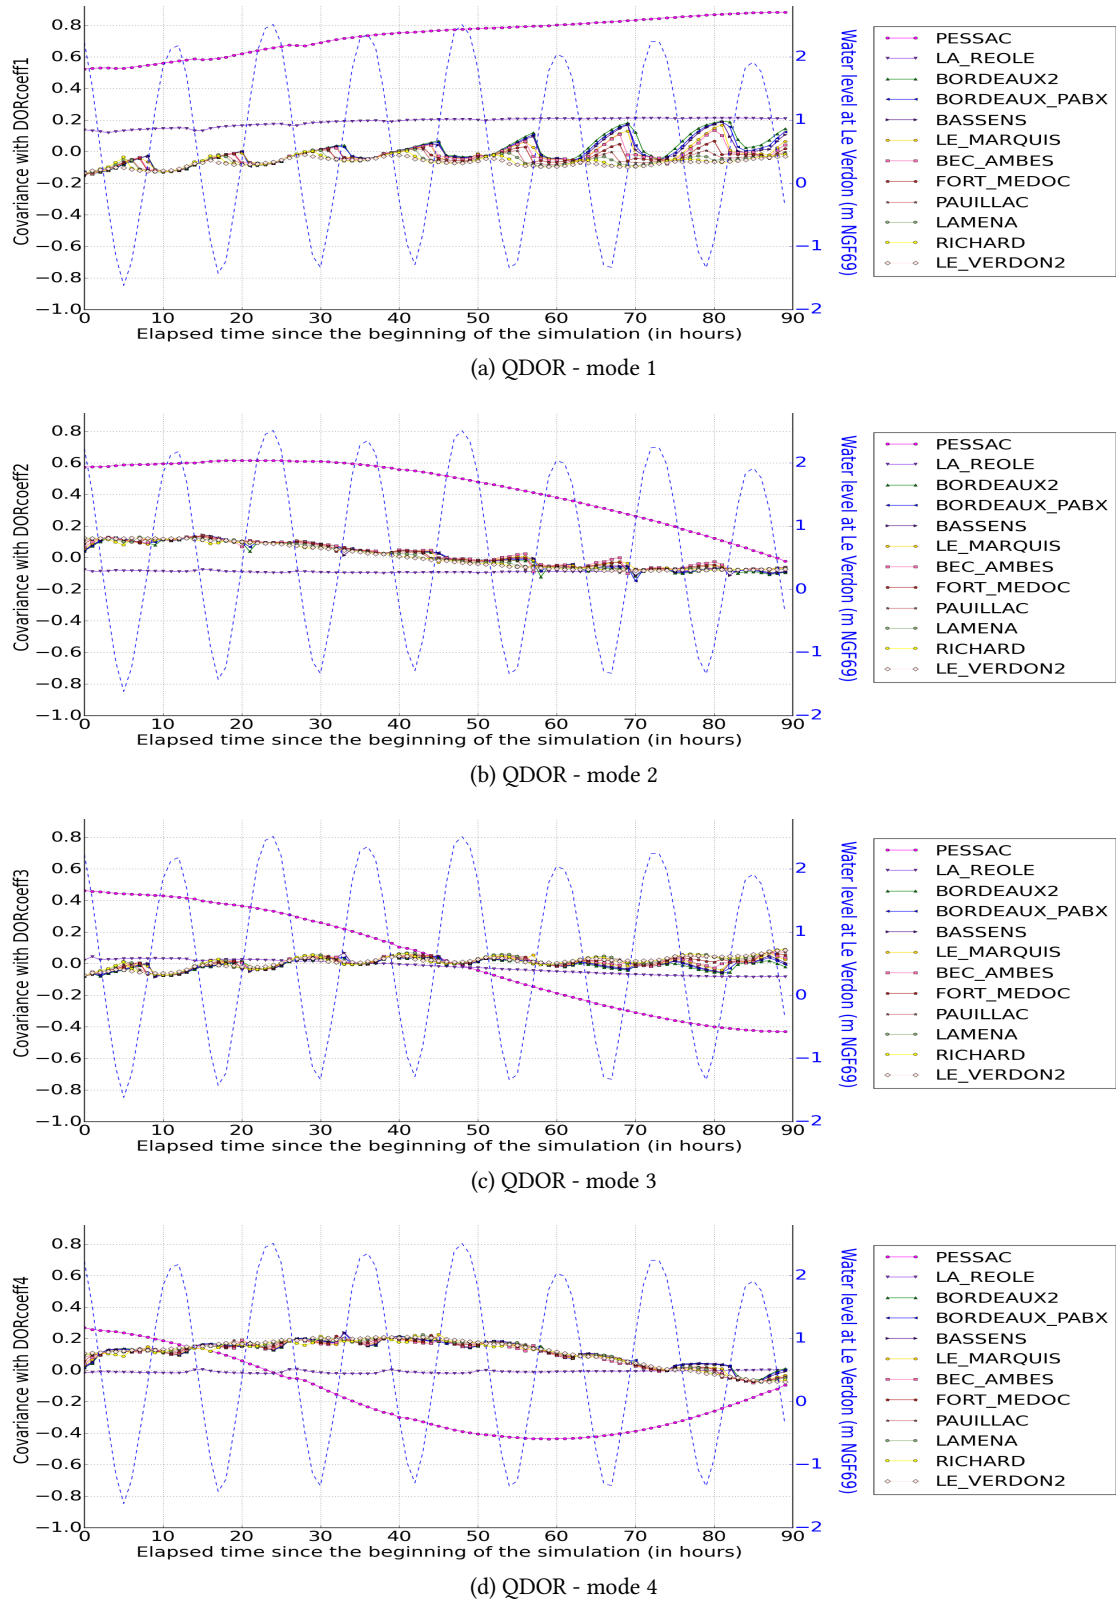 Covariance with DORcoeff1
0.8
0.6
0.4
0.2
0.0
−0.2
−0.4
−0.6
−0.8
−1.0
0 10 20 30 40 50 60 70 80 90
Elapsed time since the beginning of the simulation (in hours)
2
1
0
−1
−2
Water level at Le Verdon (m NGF69)
PESSAC
LA_REOLE
BORDEAUX2
BORDEAUX_PABX
BASSENS
LE_MARQUIS
BEC_AMBES
FORT_MEDOC
PAUILLAC
LAMENA
RICHARD
LE_VERDON2
(a) QDOR - mode 1
Covariance with DORcoeff2
0.8
0.6
0.4
0.2
0.0
−0.2
−0.4
−0.6
−0.8
−1.0
0 10 20 30 40 50 60 70 80 90
Elapsed time since the beginning of the simulation (in hours)
2
1
0
−1
−2
Water level at Le Verdon (m NGF69)
PESSAC
LA_REOLE
BORDEAUX2
BORDEAUX_PABX
BASSENS
LE_MARQUIS
BEC_AMBES
FORT_MEDOC
PAUILLAC
LAMENA
RICHARD
LE_VERDON2
(b) QDOR - mode 2
Covariance with DORcoeff3
0.8
0.6
0.4
0.2
0.0
−0.2
−0.4
−0.6
−0.8
−1.0
0 10 20 30 40 50 60 70 80 90
Elapsed time since the beginning of the simulation (in hours)
2
1
0
−1
−2
Water level at Le Verdon (m NGF69)
PESSAC
LA_REOLE
BORDEAUX2
BORDEAUX_PABX
BASSENS
LE_MARQUIS
BEC_AMBES
FORT_MEDOC
PAUILLAC
LAMENA
RICHARD
LE_VERDON2
(c) QDOR - mode 3
Covariance with DORcoeff4
0.8
0.6
0.4
0.2
0.0
−0.2
−0.4
−0.6
−0.8
−1.0
0 10 20 30 40 50 60 70 80 90
Elapsed time since the beginning of the simulation (in hours)
2
1
0
−1
−2
Water level at Le Verdon (m NGF69)
PESSAC
LA_REOLE
BORDEAUX2
BORDEAUX_PABX
BASSENS
LE_MARQUIS
BEC_AMBES
FORT_MEDOC
PAUILLAC
LAMENA
RICHARD
LE_VERDON2
(d) QDOR - mode 4